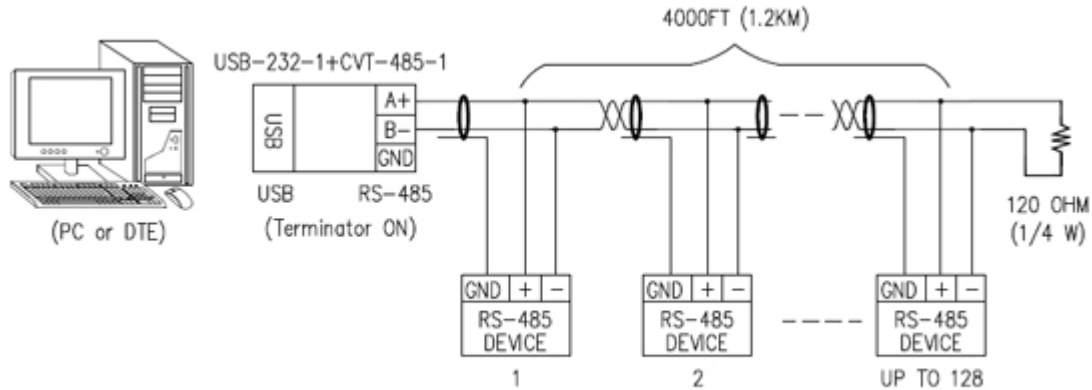 4000FT (1.2KM)
USB-232-1+CVT-485-1
USB
A+
B-
GND
USB
RS-485
(Terminator ON)
(PC or DTE)
120 OHM
(1/4 W)
GND + -
RS-485
DEVICE
1
GND + -
RS-485
DEVICE
2
GND + -
RS-485
DEVICE
UP TO 128